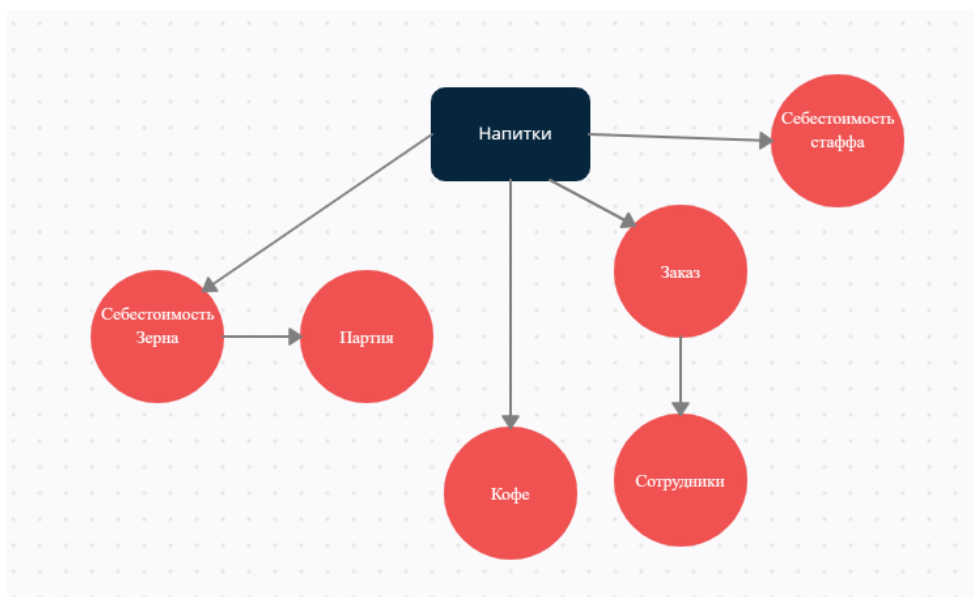 Напитки
Себестоимость
стаффа
Заказ
Себестоимость
Зерна
Партия
Кофе
Сотрудники